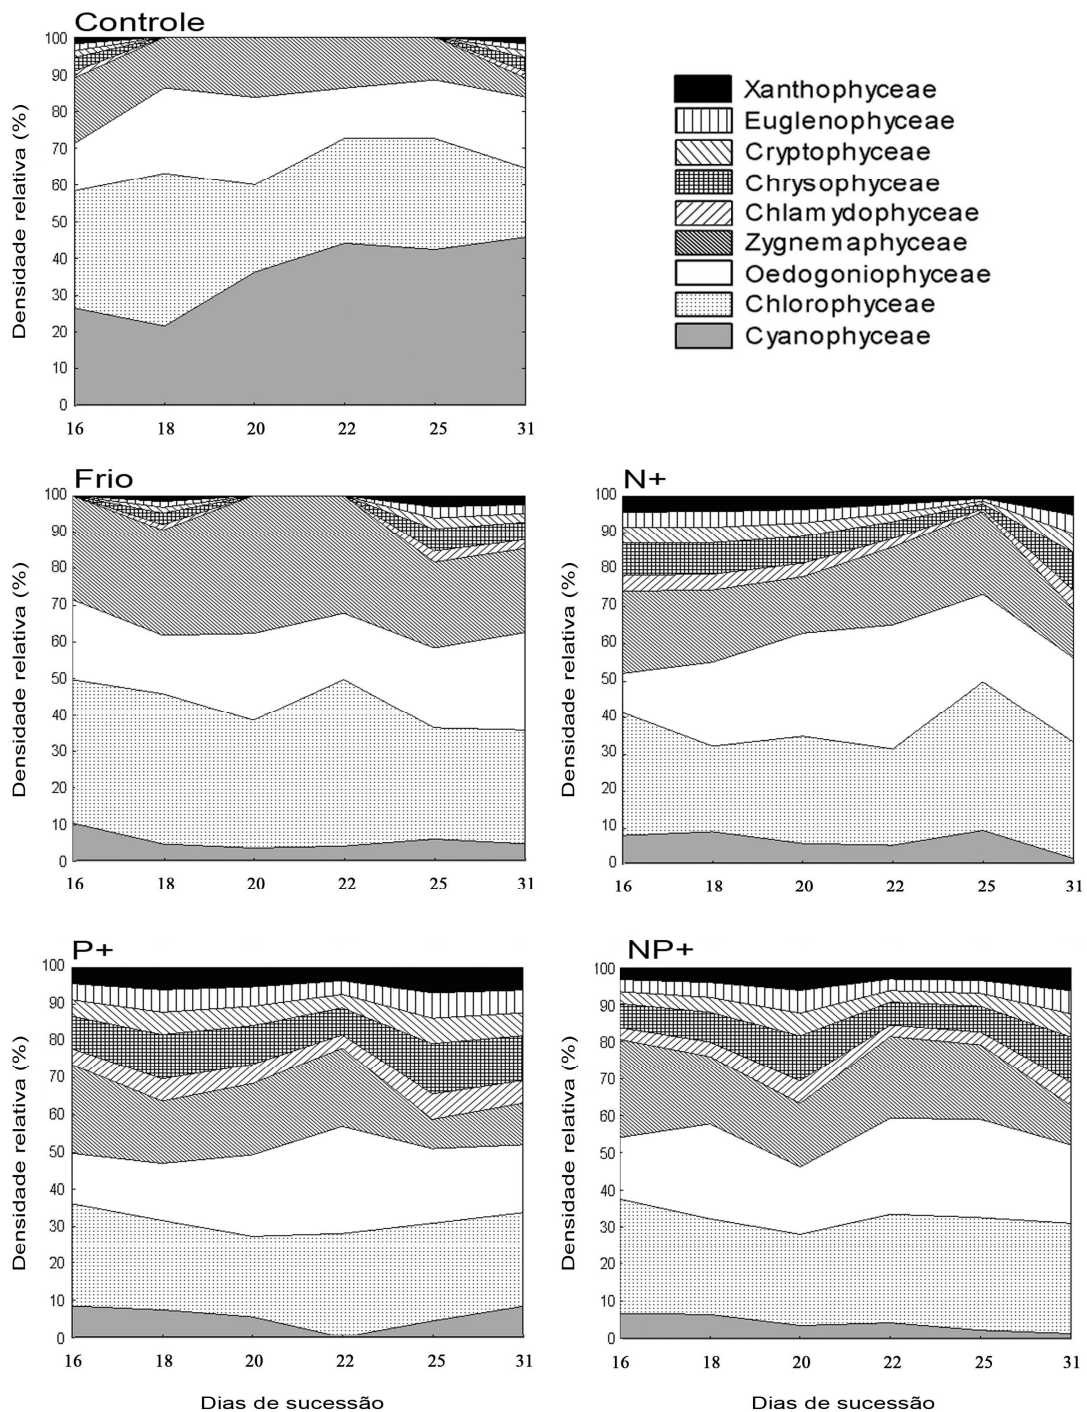 Controle
100
90
80
70
60
50
40
30
20
10
0
Densidade relativa (%)
16 18 20 22 25 31
Xanthophyceae
Euglenophyceae
Cryptophyceae
Chrysophyceae
Chlamydophyceae
Zygnemaphyceae
Oedogoniophyceae
Chlorophyceae
Cyanophyceae
Frio
100
90
80
70
60
50
40
30
20
10
0
Densidade relativa (%)
16 18 20 22 25 31
N+
100
90
80
70
60
50
40
30
20
10
0
Densidade relativa (%)
16 18 20 22 25 31
P+
100
90
80
70
60
50
40
30
20
10
0
Densidade relativa (%)
16 18 20 22 25 31
Dias de sucessão
NP+
100
90
80
70
60
50
40
30
20
10
0
Densidade relativa (%)
16 18 20 22 25 31
Dias de sucessão